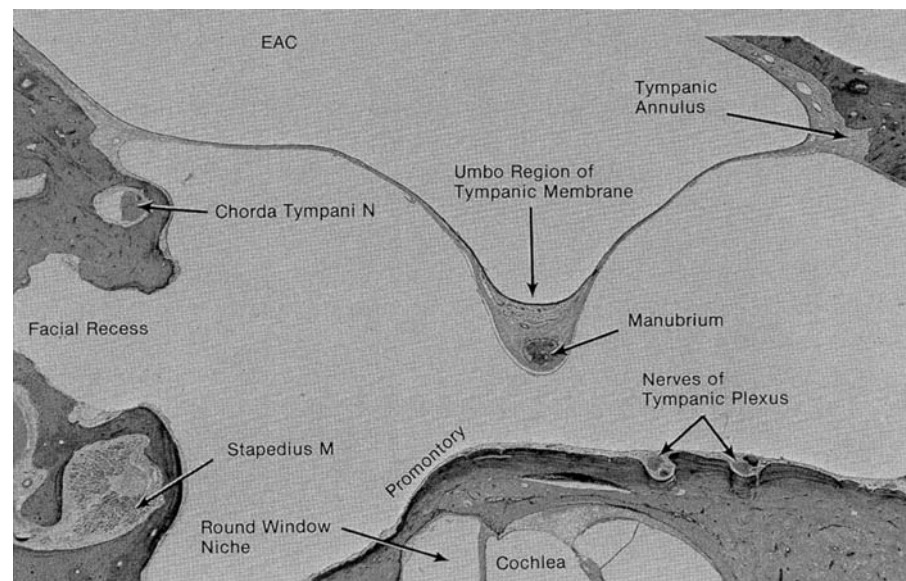 EAC
Tympanic
Annulus
Umbo Region of
Tympanic Membrane
Chorda Tympani N
Facial Recess
Manubrium
Nerves of
Tympanic Plexus
Stapedius M
Promontory
Round Window
Niche
Cochlea